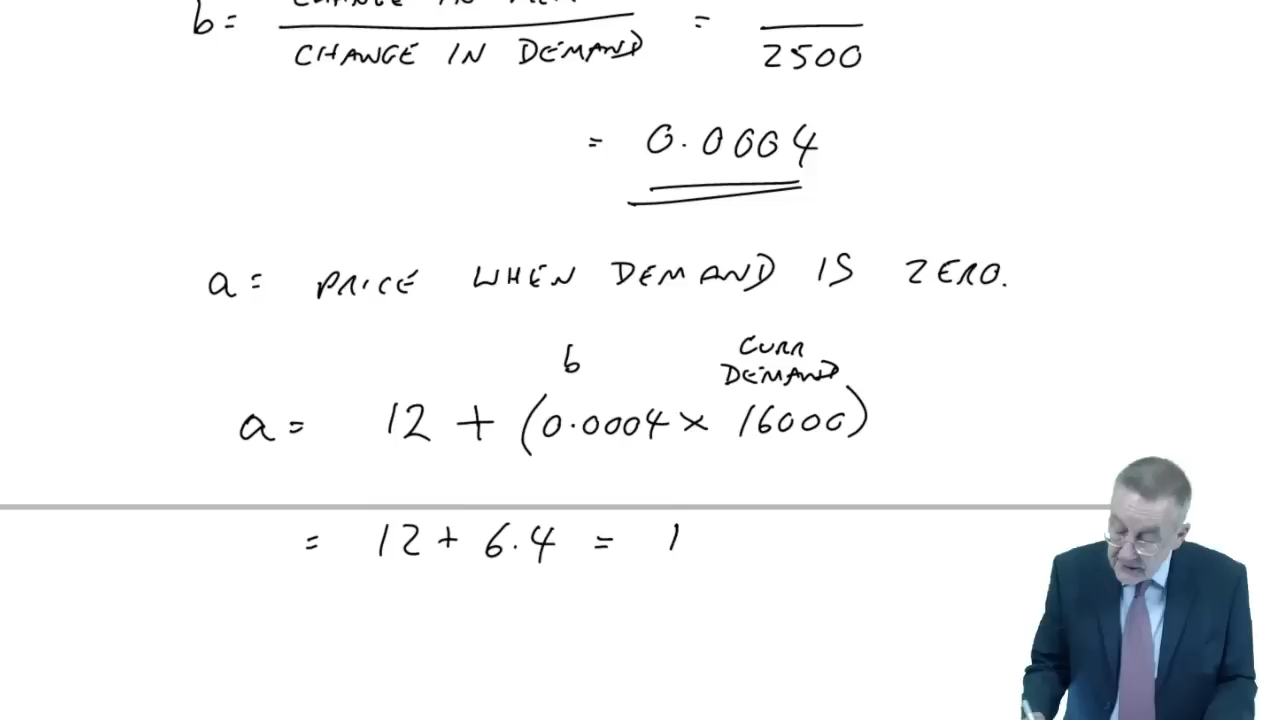 b =
CHANGE IN DEMAND = 2500
= 0.0004
a = PRICE WHEN DEMAND IS ZERO.
b CURR DEMAND
a = 12 + (0.0004 × 16000)
= 12 + 6.4 = 1